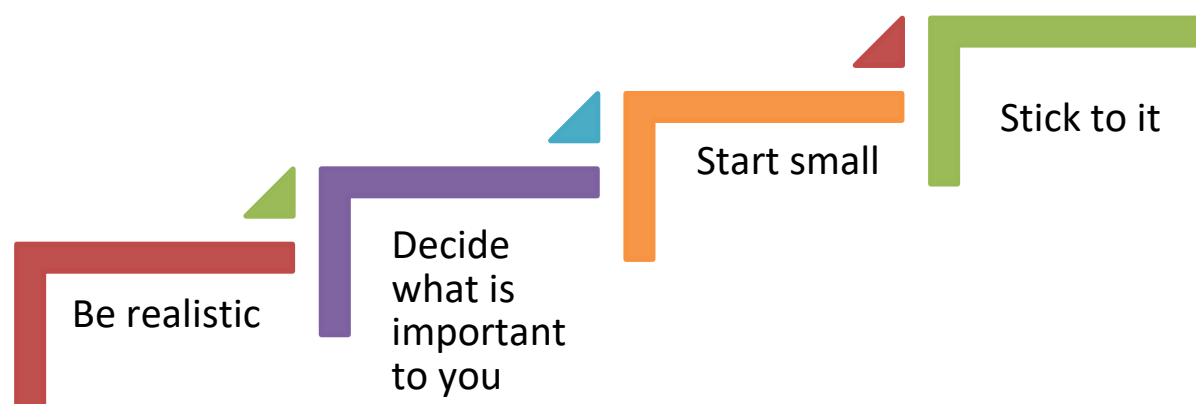 Be realistic
Decide
what is
important
to you
Start small
Stick to it